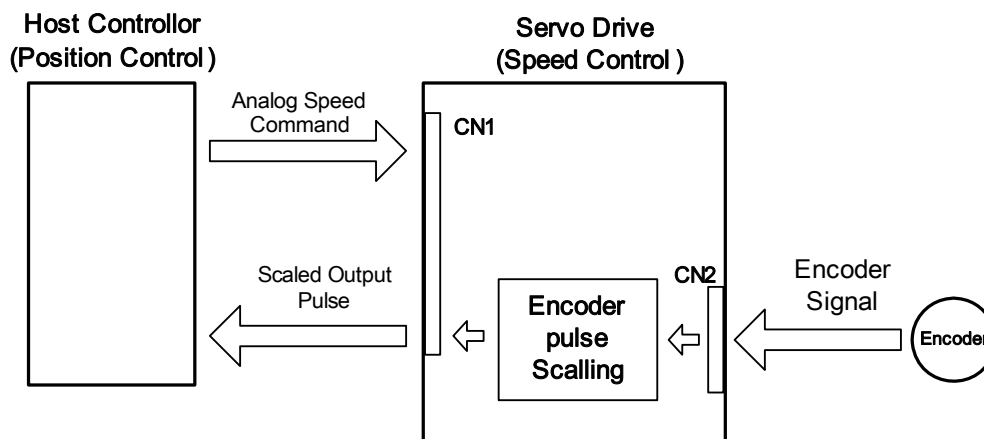 Host Controllor
(Position Control)
Servo Drive
(Speed Control)
Analog Speed
Command
CN1
Scaled Output
Pulse
Encoder
pulse
Scalling
CN2
Encoder
Signal
Encoder